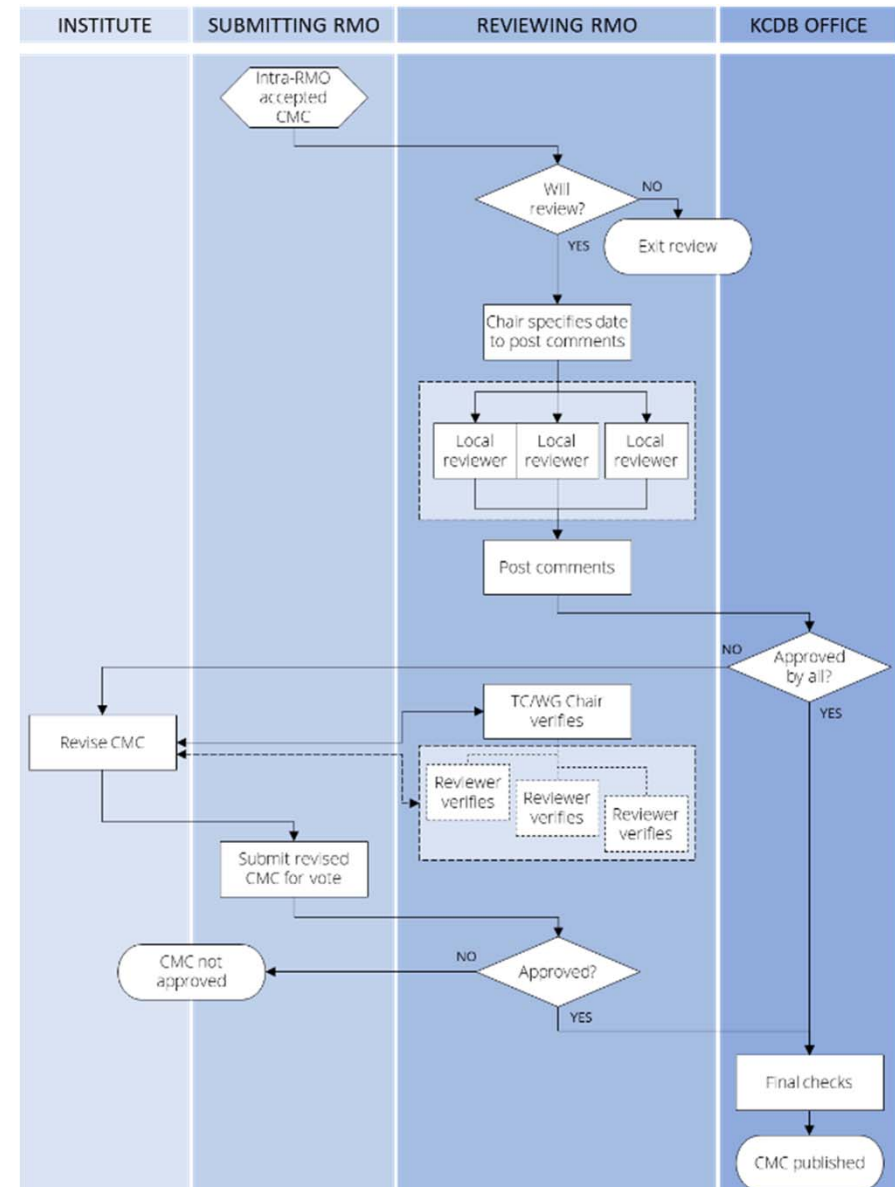 INSTITUTE
SUBMITTING RMO
REVIEWING RMO
KCDB OFFICE
Intra-RMO
accepted
CMC
Will
review?
NO
YES
Exit review
Chair specifies date
to post comments
Local
reviewer
Local
reviewer
Local
reviewer
Post comments
Approved
by all?
NO
YES
TC/WG Chair
verifies
Revise CMC
Reviewer
verifies
Reviewer
verifies
Reviewer
verifies
Submit revised
CMC for vote
Approved?
NO
YES
CMC not
approved
Final checks
CMC published